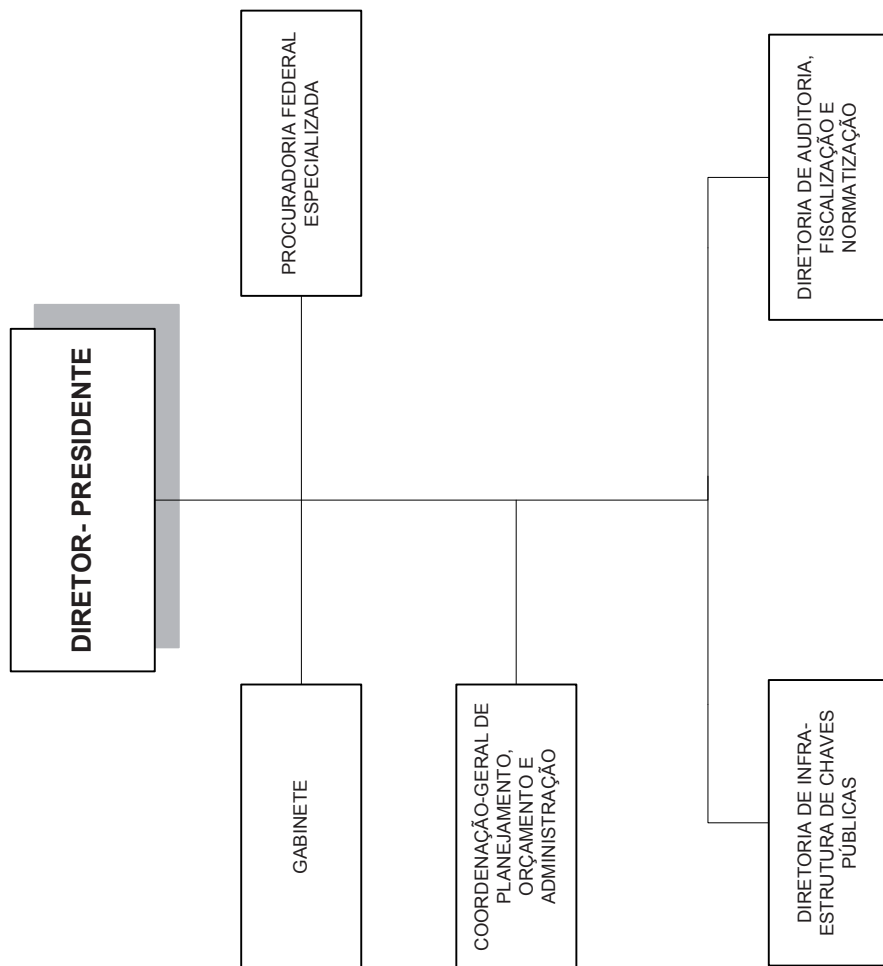 DIRETOR- PRESIDENTE
GABINETE
PROCURADORIA FEDERAL
ESPECIALIZADA
COORDENAÇÃO-GERAL DE
PLANEJAMENTO,
ORÇAMENTO E
ADMINISTRAÇÃO
DIRETORIA DE INFRA-
ESTRUTURA DE CHAVES
PÚBLICAS
DIRETORIA DE AUDITORIA,
FISCALIZAÇÃO E
NORMATIZAÇÃO